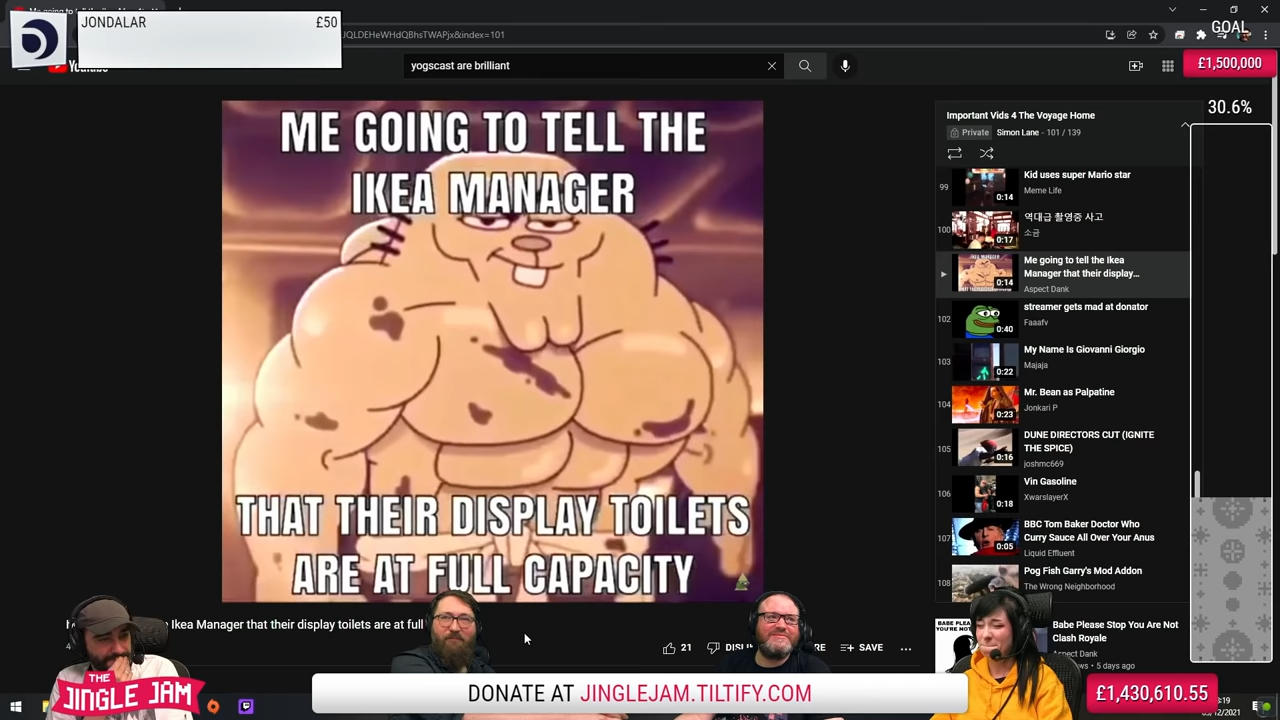 JONDALAR £50
JQLDEHeWHdQBhsTWAPjx&index=101
GOAL
£1,500,000
yogscast are brilliant
30.6%
ME GOING TO TELL THE
IKEA MANAGER
THAT THEIR DISPLAY TOILETS
ARE AT FULL CAPACITY
Important Vids 4 The Voyage Home
Private Simon Lane - 101 / 139
99
Kid uses super Mario star
Meme Life
0:14
100
역대급 촬영중 사고
소금
0:17
Me going to tell the Ikea
Manager that their display…
Aspect Dank
0:14
102
streamer gets mad at donator
Faaafv
0:40
103
My Name Is Giovanni Giorgio
Majaja
0:22
104
Mr. Bean as Palpatine
Jonkari P
0:23
105
DUNE DIRECTORS CUT (IGNITE
THE SPICE)
joshmc669
0:16
106
Vin Gasoline
XwarslayerX
0:18
107
BBC Tom Baker Doctor Who
Curry Sauce All Over Your Anus
Liquid Effluent
0:05
108
Pog Fish Garry's Mod Addon
The Wrong Neighborhood
Ikea Manager that their display toilets are at full
21
SAVE
BABE PLEA
YOU'RE NOT
Babe Please Stop You Are Not
Clash Royale
Aspect Dank
• 5 days ago
THE
JINGLE JAM
DONATE AT JINGLEJAM.TILTIFY.COM
£1,430,610.55